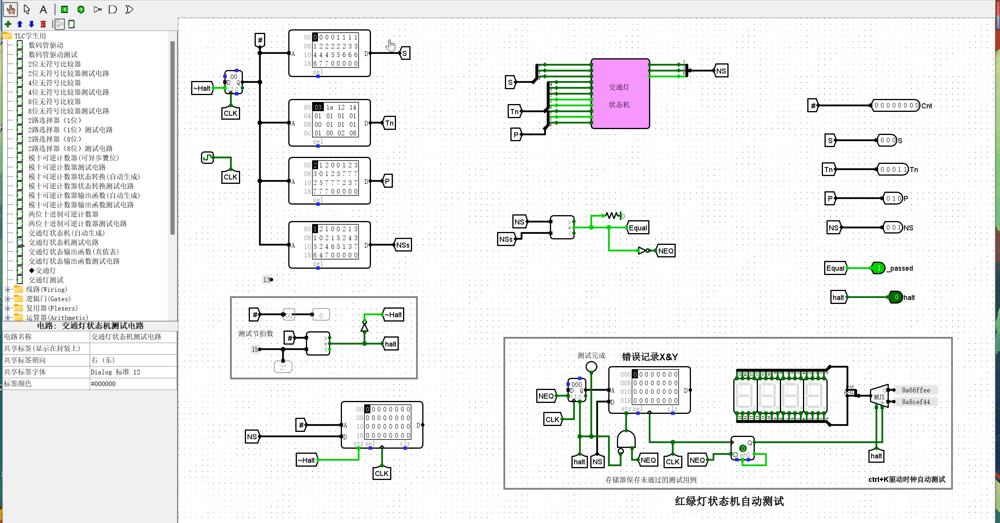 TLC学生用
数码管驱动
数码管驱动测试
2位无符号比较器
2位无符号比较器测试电路
4位无符号比较器
4位无符号比较器测试电路
8位无符号比较器
8位无符号比较器测试电路
2路选择器（1位）
2路选择器（1位）测试电路
2路选择器（8位）
2路选择器（8位）测试电路
模十可逆计数器(可异步置位)
模十可逆计数器测试电路
模十可逆计数器状态转换(自动生成)
模十可逆计数器状态转换测试电路
模十可逆计数器输出函数(自动生成)
模十可逆计数器输出函数测试电路
两位十进制可逆计数器
两位十进制可逆计数器测试电路
交通灯状态机(自动生成)
交通灯状态机测试电路
交通灯状态输出函数(真值表)
交通灯状态输出函数测试电路
◆交通灯
交通灯测试
线路(Wiring)
逻辑门(Gates)
复用器(Plexers)
运算器(Arithmetic)
电路: 交通灯状态机测试电路
电路名称 交通灯状态机测试电路
共享标签(显示在封装上)
共享标签朝向 右 (东)
共享标签字体 Dialog 标准 12
标签颜色 #000000
#
00 0 0 0 0 1 1 1 1
08 1 2 2 2 2 2 3 3
10 4 4 4 5 5 6 6 6
18 6 7 7 0 0 0 0 0
A D sel
S
~Halt
00
D Q
ct 0
CLK
00 03 1a 12 14
04 01 01 01 01
08 00 01 01 01
0c 01 00 02 08
A D sel
Tn
CLK
00 2 1 2 0 0 1 2 3
08 3 0 1 2 3 7 7 7
10 2 5 7 7 7 2 3 7
18 7 7 7 0 0 0 0 0
A D sel
P
00 1 2 1 0 0 2 1 3
08 1 0 2 1 5 2 4 3
10 5 2 4 6 5 1 3 7
18 6 4 7 0 0 0 0 0
A D sel
NSs
13
# 00 0
~Halt
测试节拍数
#
1b
> = <
halt
27
00 0 0 0 0 0 0 0 0
08 0 0 0 0 0 0 0 0
10 0 0 0 0 0 0 0 0
18 0 0 0 0 0 0 0 0
# A D
NS D
str sel clr
~Halt
CLK
S
Tn
P
交通灯
状态机
2
1
0
NS
NS
NSs
> = <
0
Equal
NEQ
# 0 0 0 0 0 0 0 0 Cnt
S 0 0 0 S
Tn 0 0 0 1 1 Tn
P 0 1 0 P
NS 0 0 1 NS
Equal 1 _passed
halt 0 halt
测试完成
错误记录X&Y
000 0 0 0 0 0 0 0 0
008 0 0 0 0 0 0 0 0
010 0 0 0 0 0 0 0 0
018 0 0 0 0 0 0 0 0
A D
D
str sel clr
000
D Q
ct 0
NEQ
CLK
halt
NS
NEQ
CLK
NEQ
0
Q
D en 0
0-15
16-31
MUX
0
8a66ffee
8a8cef44
halt
存储器保存未通过的测试用例
ctrl+K驱动时钟自动测试
红绿灯状态机自动测试